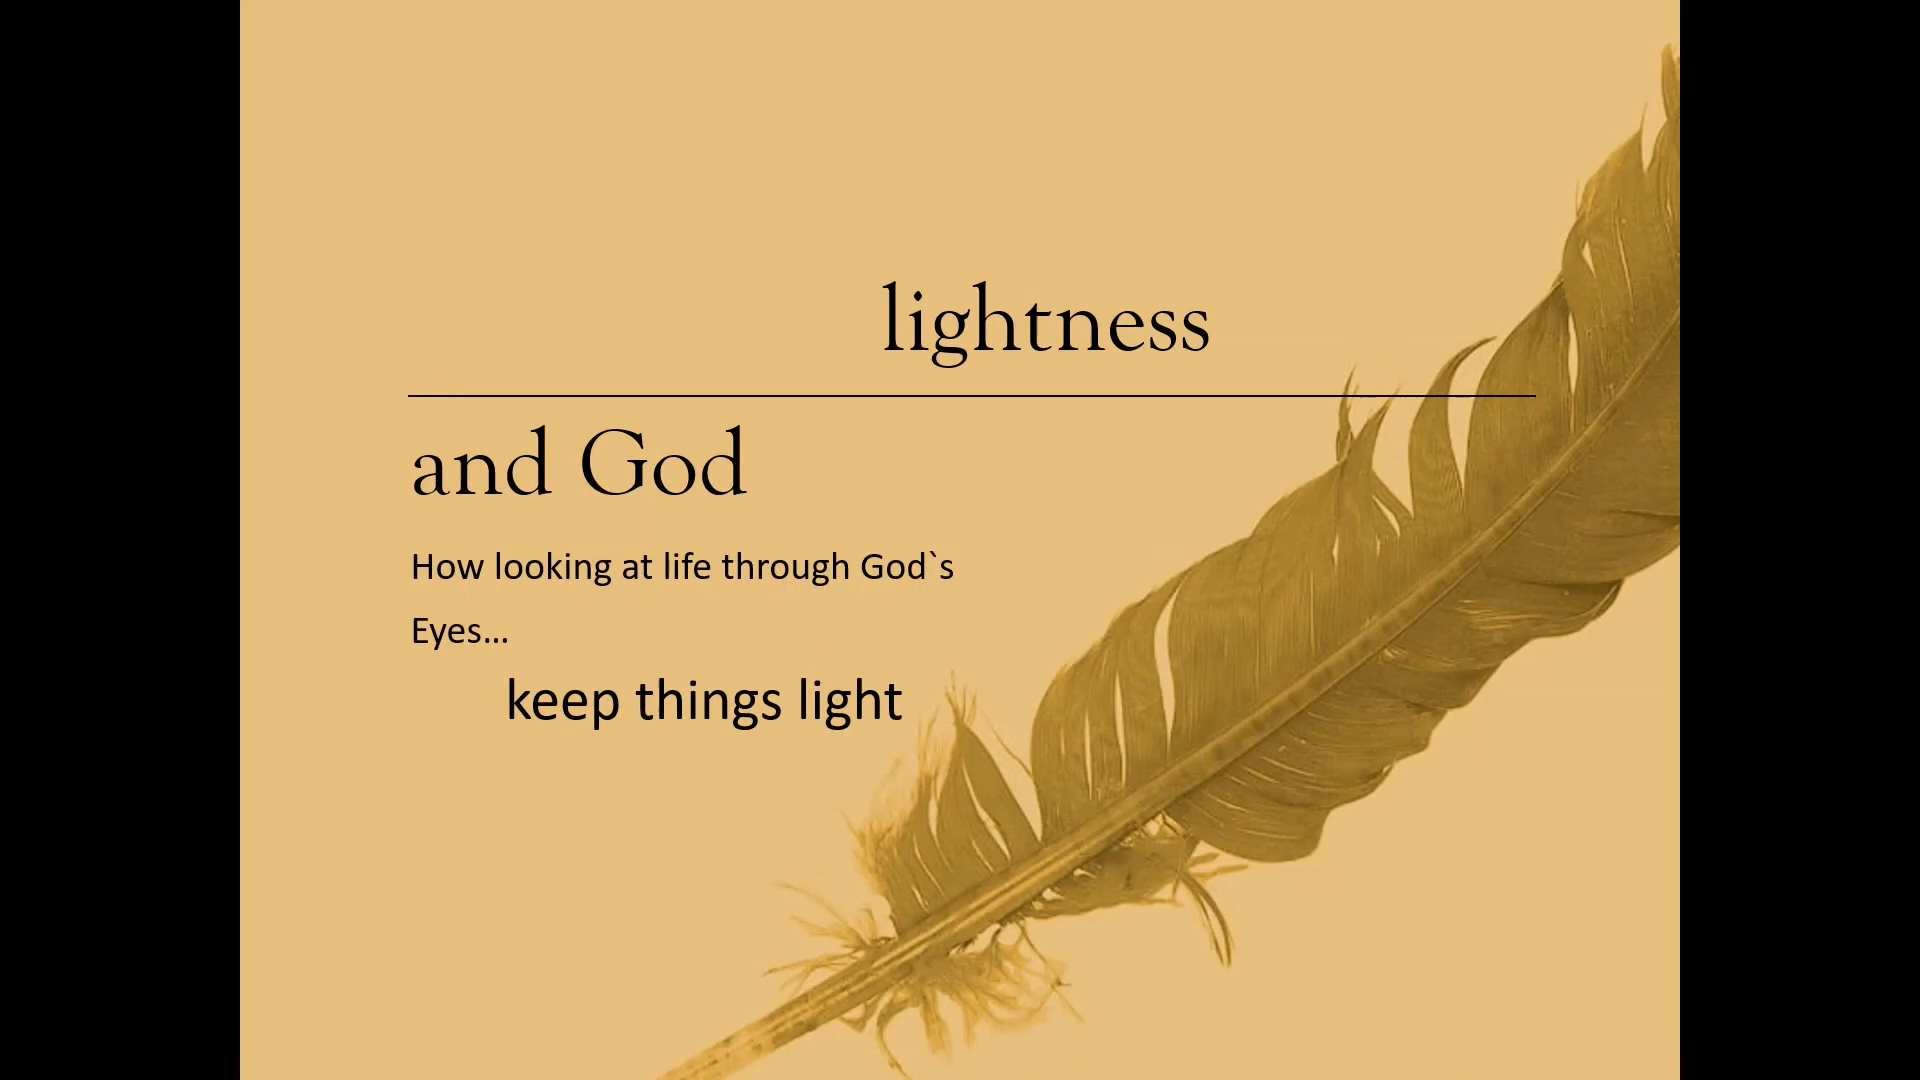 lightness
and God
How looking at life through God`s
Eyes…
keep things light